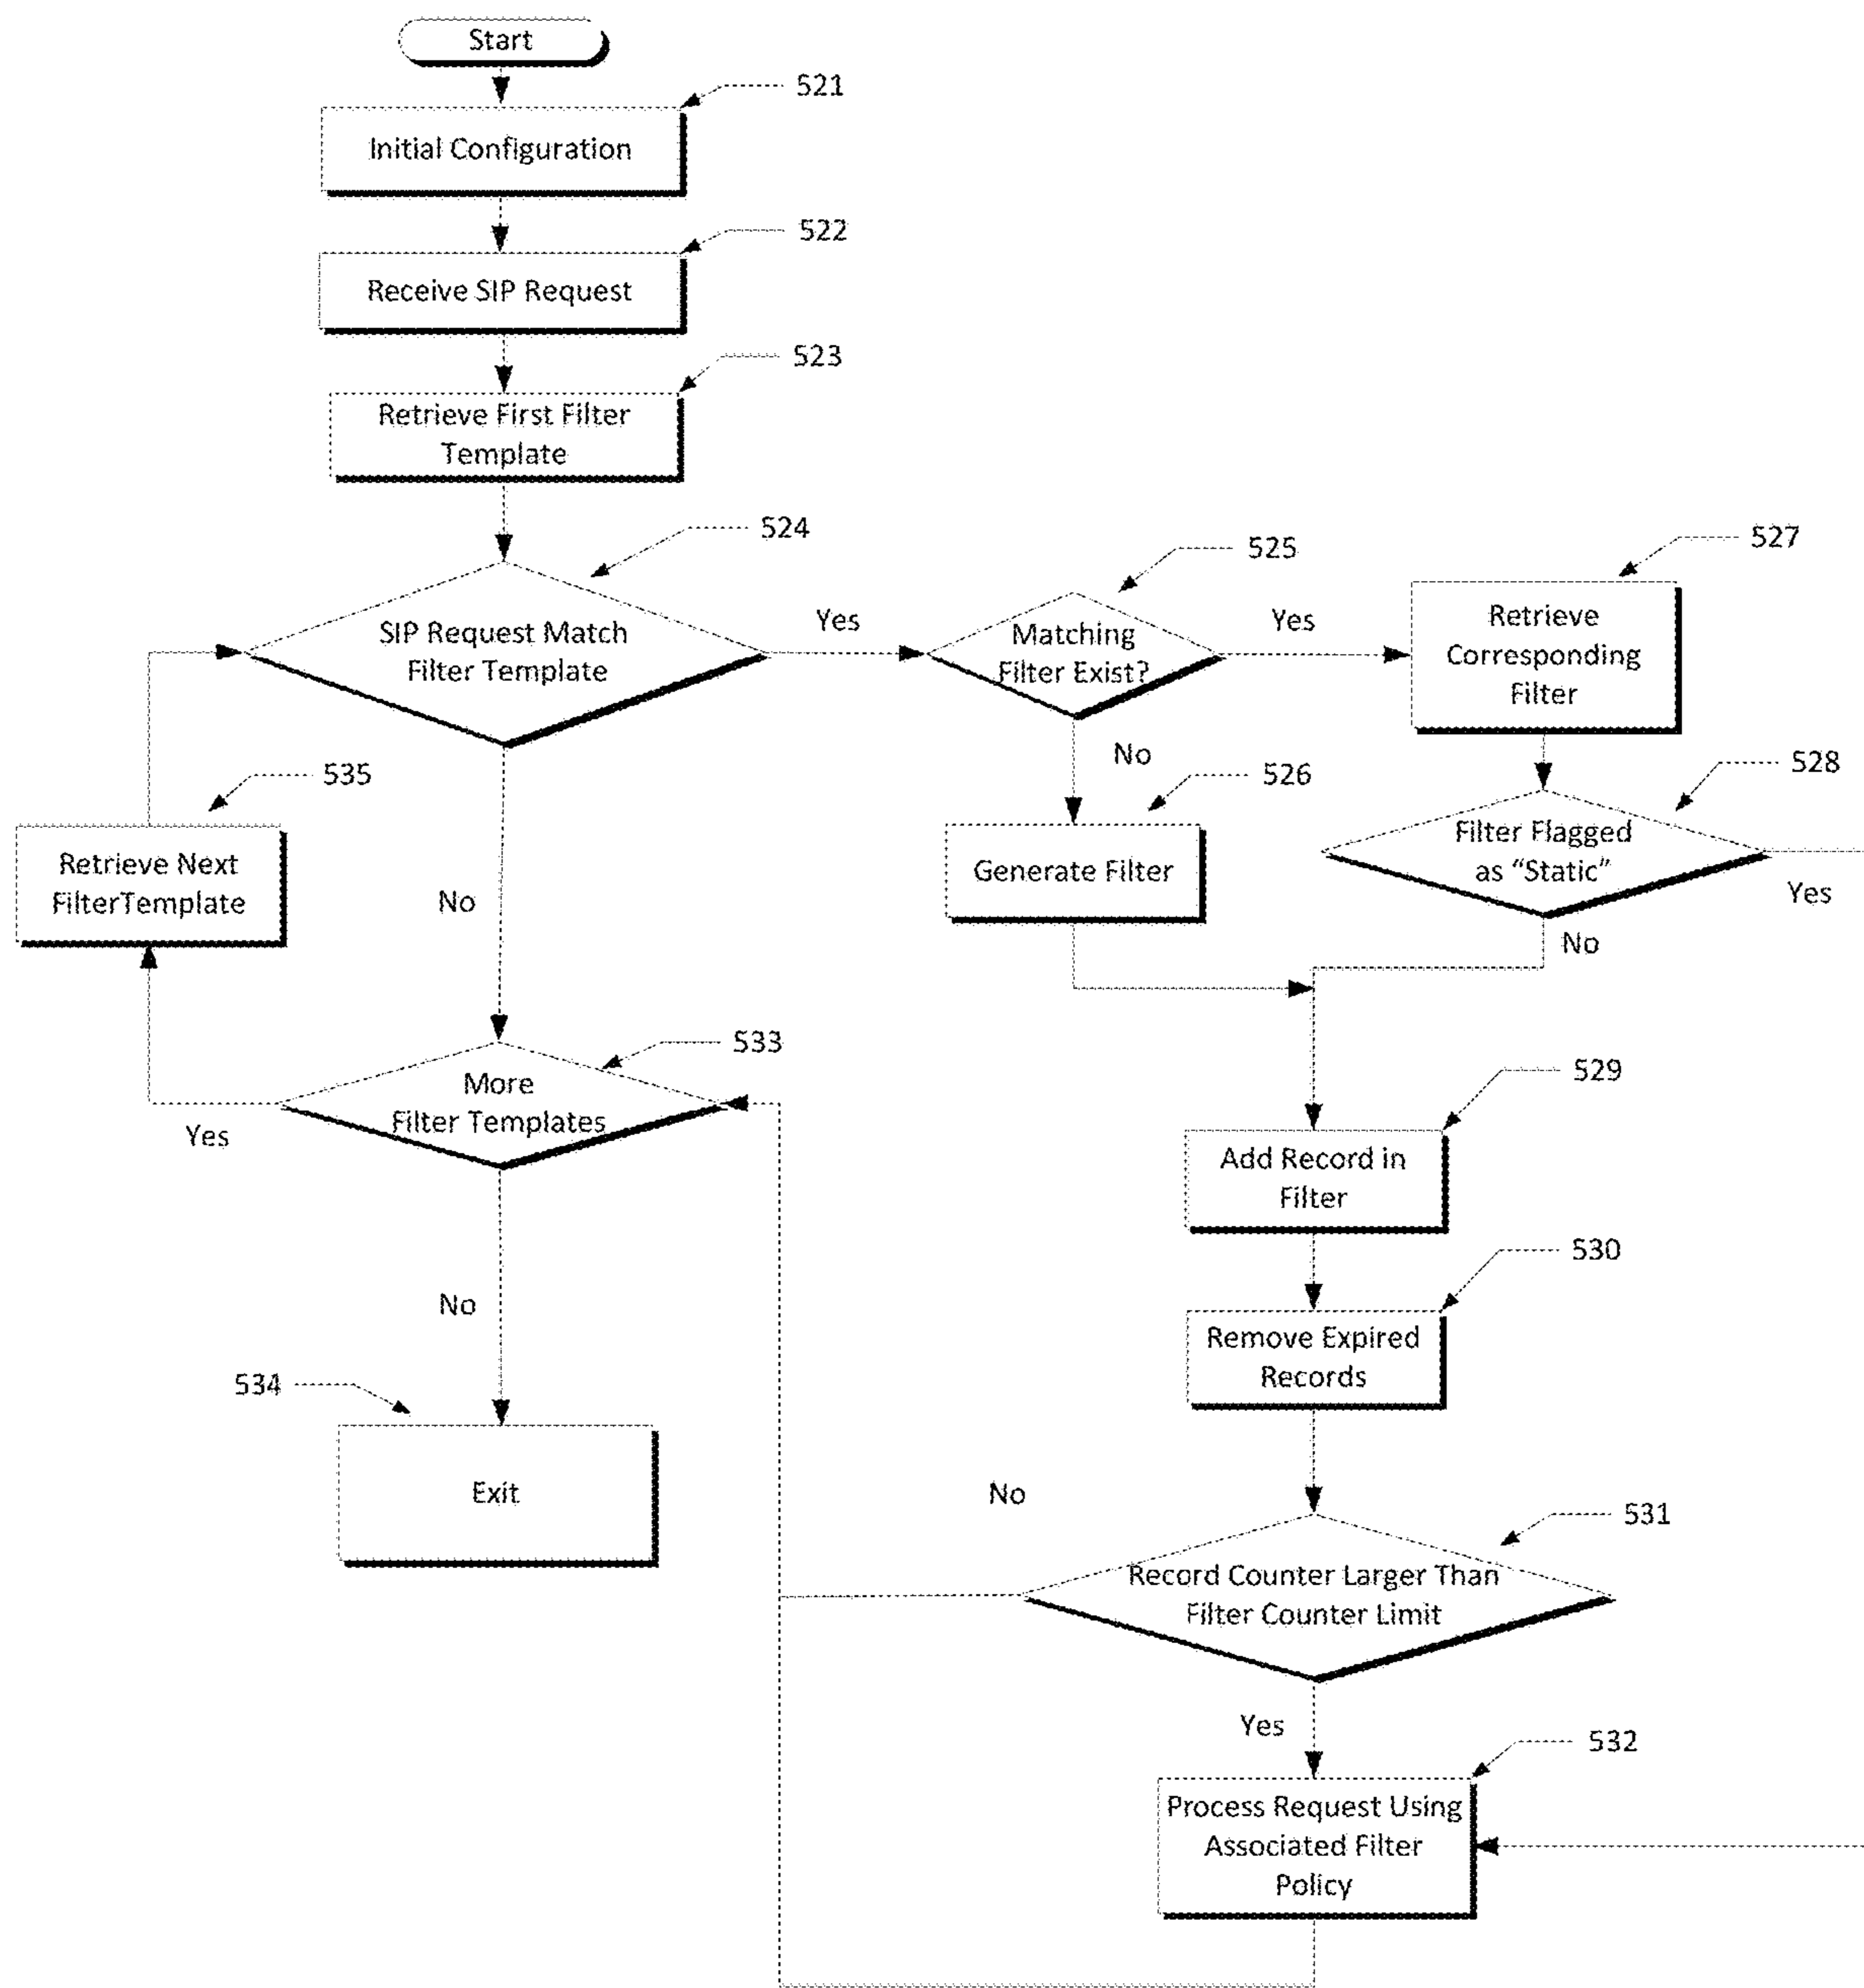 Start
521
Initial Configuration
522
Receive SIP Request
523
Retrieve First Filter
Template
524
SIP Request Match
Filter Template
Yes
525
Matching
Filter Exist?
Yes
527
Retrieve
Corresponding
Filter
No
526
Generate Filter
528
Filter Flagged
as “Static”
Yes
No
535
Retrieve Next
FilterTemplate
No
533
More
Filter Templates
Yes
529
Add Record in
Filter
530
Remove Expired
Records
No
534
Exit
No
531
Record Counter Larger Than
Filter Counter Limit
Yes
532
Process Request Using
Associated Filter
Policy